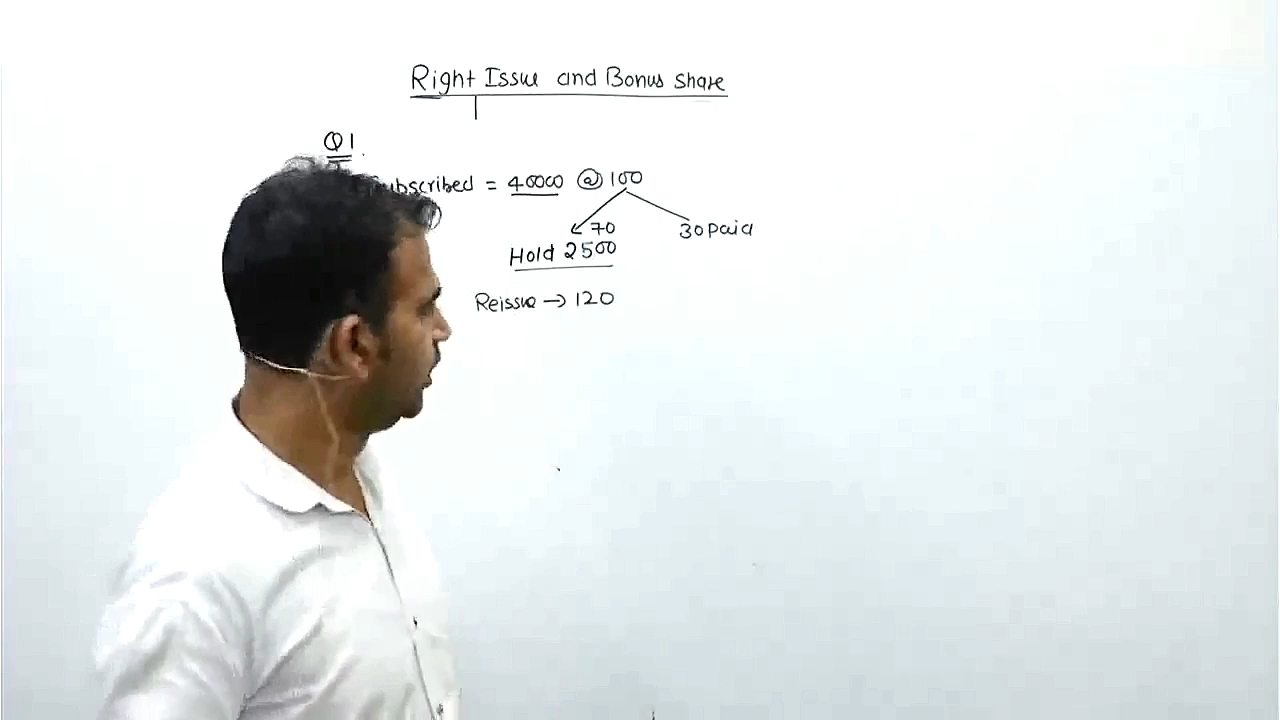 Right Issue and Bonus share
Q1
ubscribed = 40000 @ 100
70 30 paid
Hold 2500
Reissue → 120